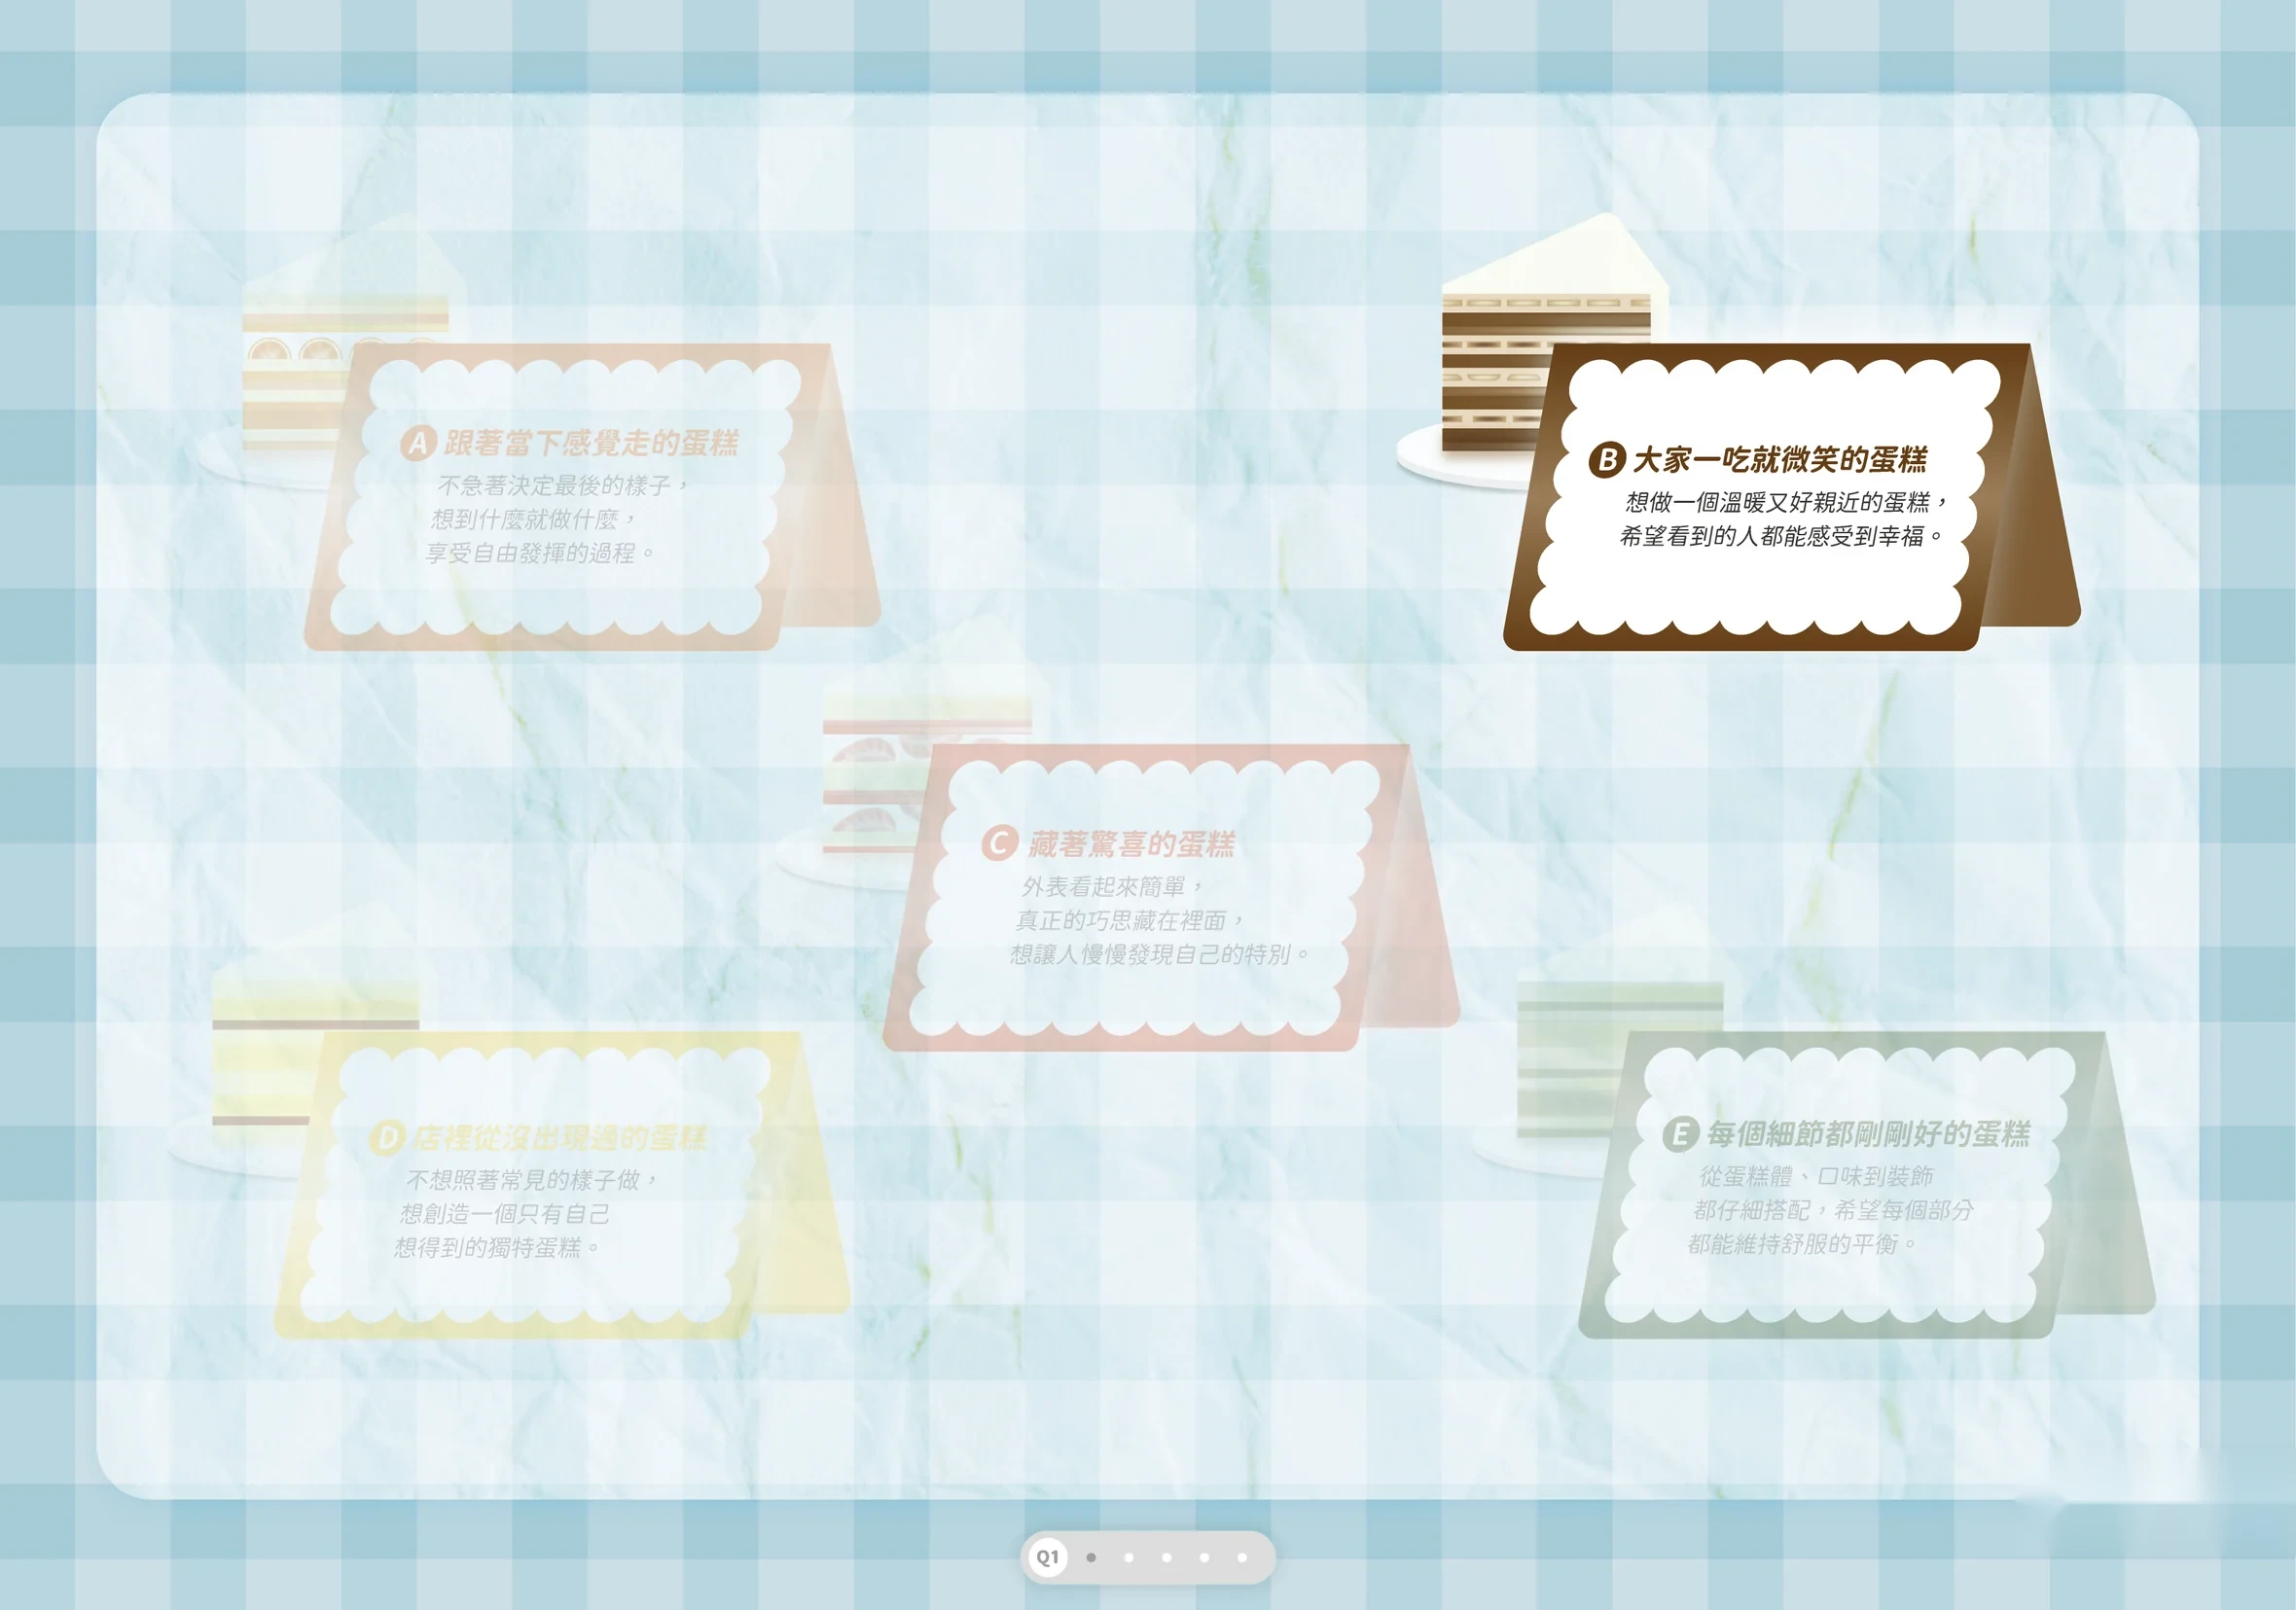 A 跟著當下感覺走的蛋糕
不急著決定最後的樣子，
想到什麼就做什麼，
享受自由發揮的過程。
B 大家一吃就微笑的蛋糕
想做一個溫暖又好親近的蛋糕，
希望看到的人都能感受到幸福。
C 藏著驚喜的蛋糕
外表看起來簡單，
真正的巧思藏在裡面，
想讓人慢慢發現自己的特別。
D 店裡從沒出現過的蛋糕
不想照著常見的樣子做，
想創造一個只有自己
想得到的獨特蛋糕。
E 每個細節都剛剛好的蛋糕
從蛋糕體、口味到裝飾
都仔細搭配，希望每個部分
都能維持舒服的平衡。
Q1